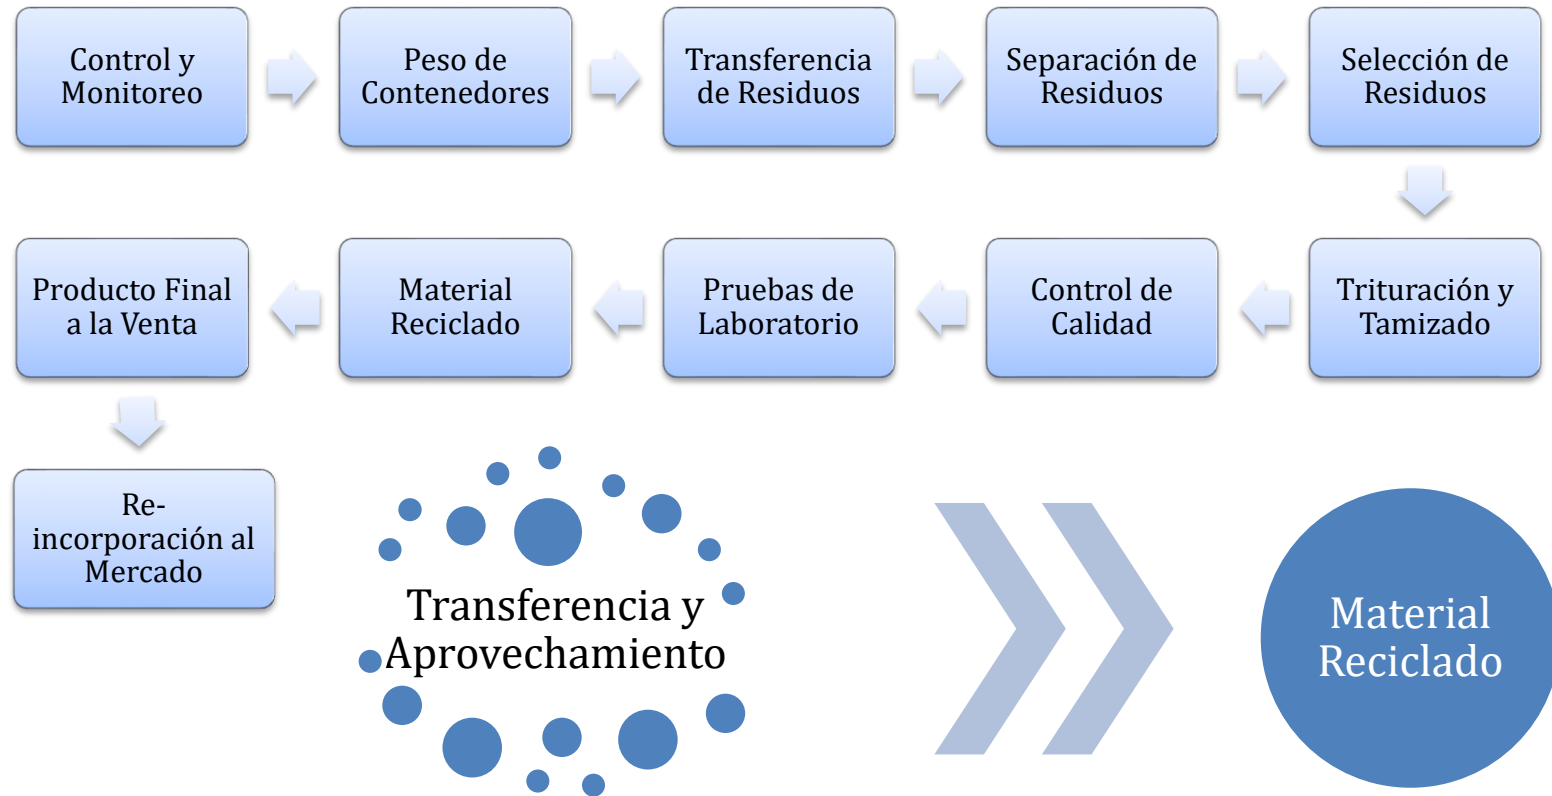 Control y
Monitoreo
Peso de
Contenedores
Transferencia
de Residuos
Separación de
Residuos
Selección de
Residuos
Trituración y
Tamizado
Control de
Calidad
Pruebas de
Laboratorio
Material
Reciclado
Producto Final
a la Venta
Re-
incorporación al
Mercado
Transferencia y
Aprovechamiento
Material
Reciclado